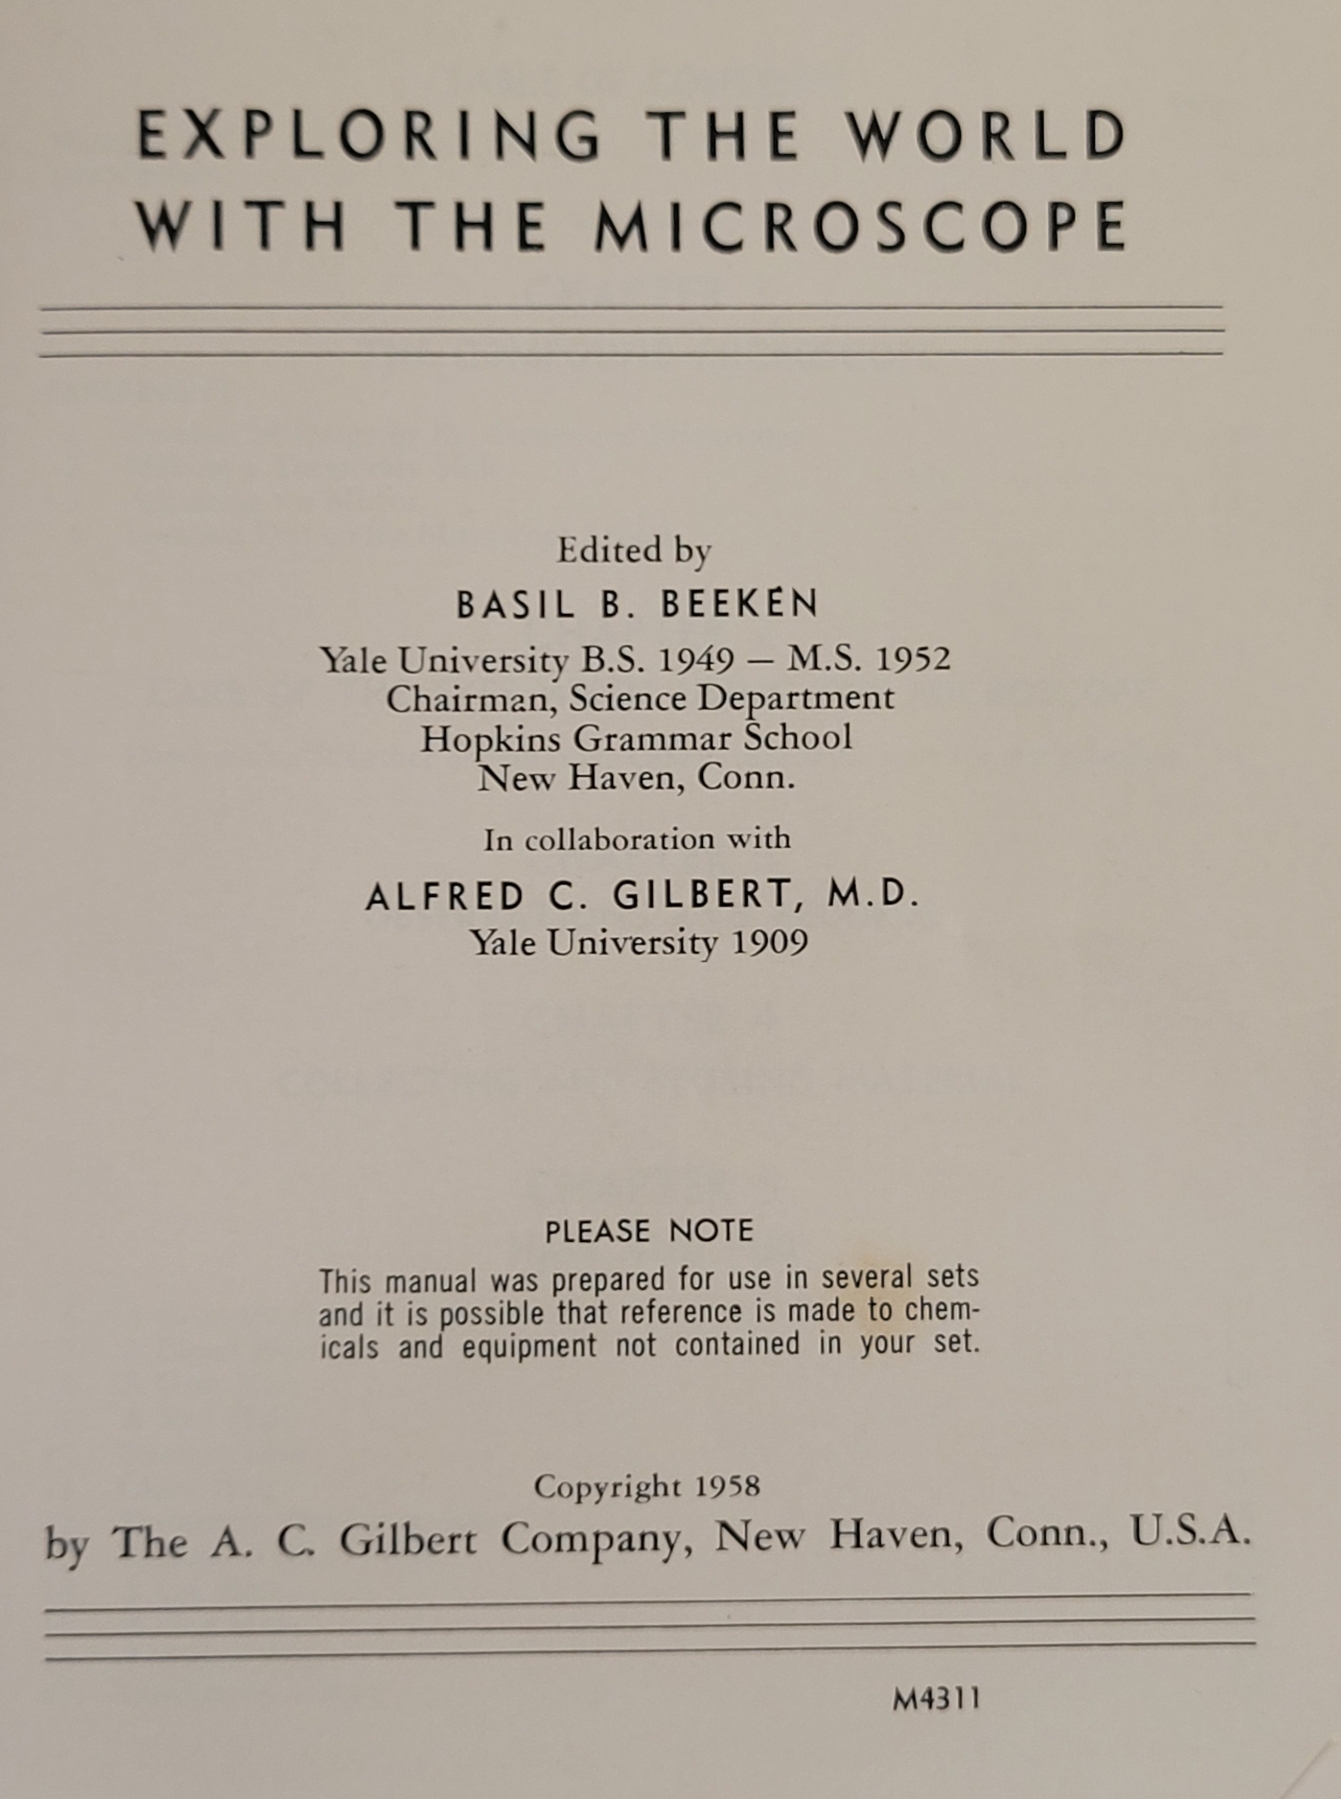 EXPLORING THE WORLD
WITH THE MICROSCOPE
Edited by
BASIL B. BEEKEN
Yale University B.S. 1949 – M.S. 1952
Chairman, Science Department
Hopkins Grammar School
New Haven, Conn.
In collaboration with
ALFRED C. GILBERT, M.D.
Yale University 1909
PLEASE NOTE
This manual was prepared for use in several sets
and it is possible that reference is made to chem-
icals and equipment not contained in your set.
Copyright 1958
by The A. C. Gilbert Company, New Haven, Conn., U.S.A.
M4311